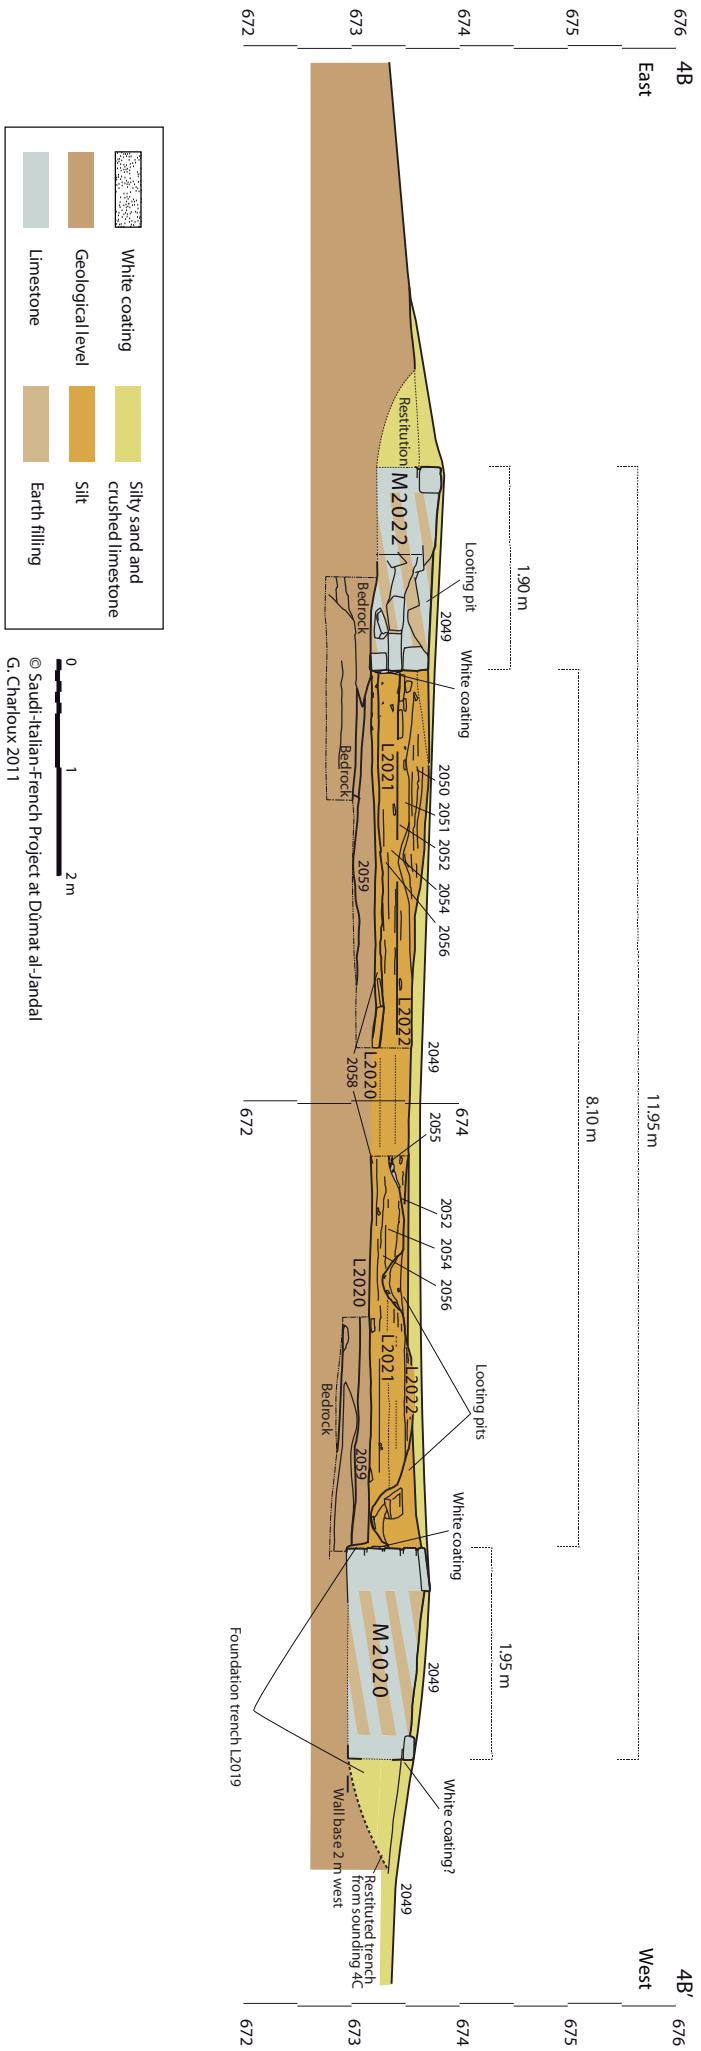 4B
East
676
675
674
673
672
11.95 m
1.90 m
8.10 m
1.95 m
Restitution
M2022
Looting pit
2049
White coating
Bedrock
Bedrock
L2021
2050
2051
2052
2054
2056
2059
L2022
2049
L2020
2058
674
672
2055
2052
2054
2056
L2020
L2021
L2022
Looting pits
Bedrock
2059
White coating
M2020
2049
Foundation trench L2019
White coating?
Wall base 2 m west
Restituted trench
from sounding 4C
2049
4B'
West
676
675
674
673
672
White coating
Silty sand and
crushed limestone
Geological level
Silt
Limestone
Earth filling
0
1
2 m
© Saudi-Italian-French Project at Dûmat al-Jandal
G. Charloux 2011